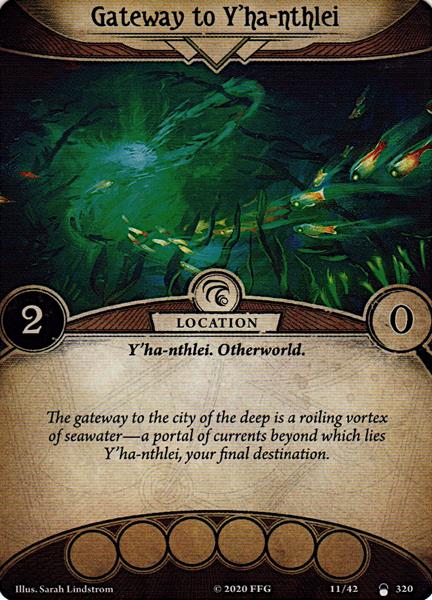 Gateway to Y'ha-nthlei
2
LOCATION
0
Y'ha-nthlei. Otherworld.
The gateway to the city of the deep is a roiling vortex
of seawater—a portal of currents beyond which lies
Y'ha-nthlei, your final destination.
Illus. Sarah Lindstrom © 2020 FFG 11/42 320